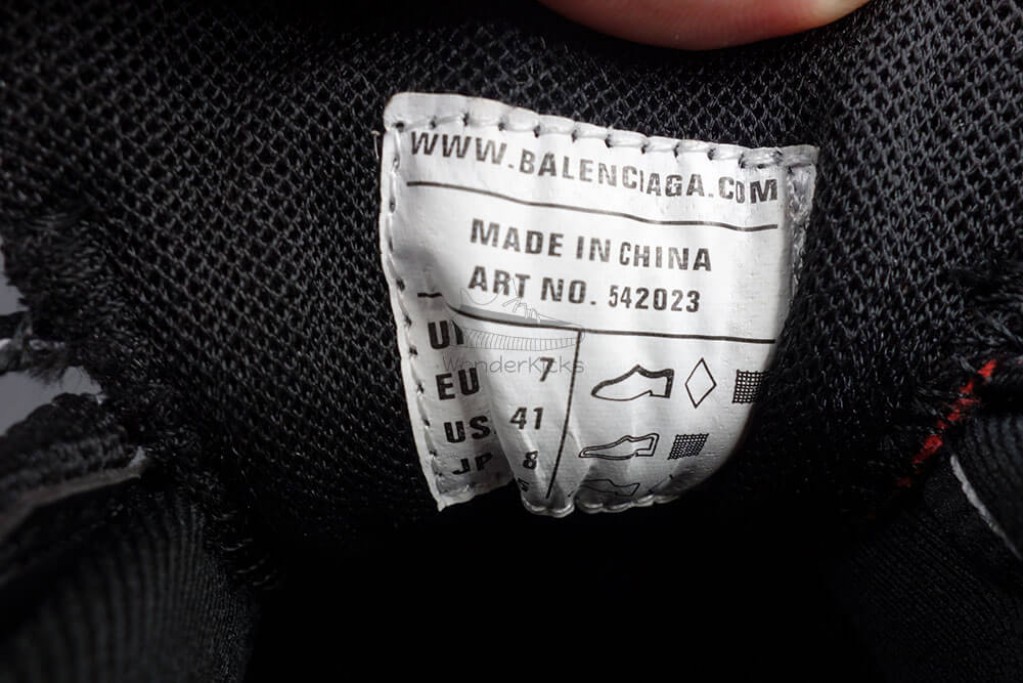 WWW.BALENCIAGA.COM
MADE IN CHINA
ART NO. 542023
WonderKicks
7
EU 41
US 8
JP